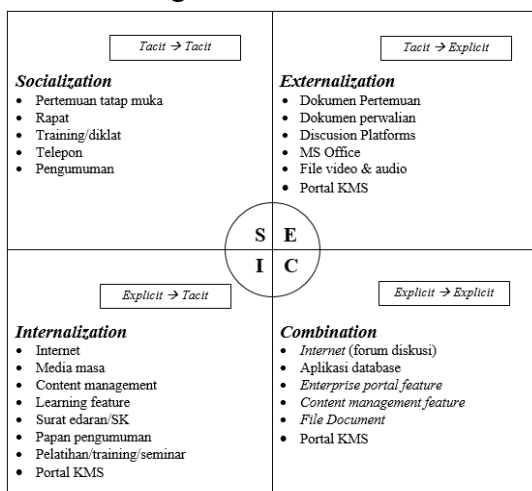 Tacit → Tacit
Socialization
• Pertemuan tatap muka
• Rapat
• Training/diklat
• Telepon
• Pengumuman
Tacit → Explicit
Externalization
• Dokumen Pertemuan
• Dokumen perwalian
• Discusion Platforms
• MS Office
• File video & audio
• Portal KMS
S E
I C
Explicit → Tacit
Internalization
• Internet
• Media masa
• Content management
• Learning feature
• Surat edaran/SK
• Papan pengumuman
• Pelatihan/training/seminar
• Portal KMS
Explicit → Explicit
Combination
• Internet (forum diskusi)
• Aplikasi database
• Enterprise portal feature
• Content management feature
• File Document
• Portal KMS